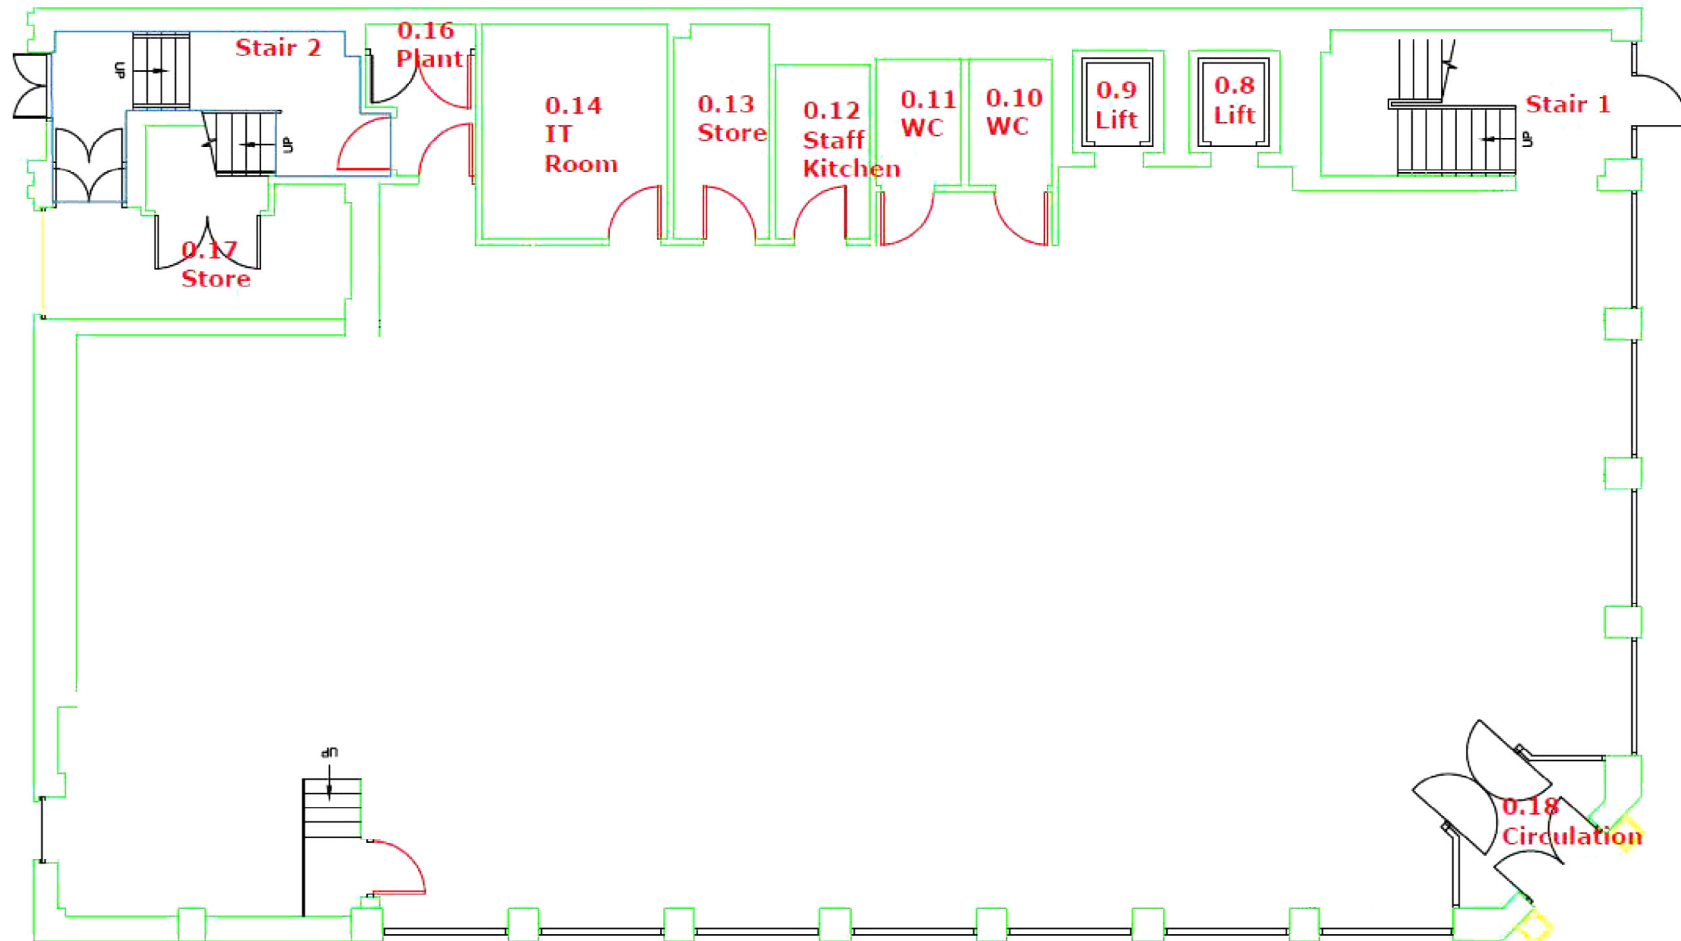 0.16
Plant
Stair 2
UP
UP
0.14
IT
Room
0.13
Store
0.12
Staff
Kitchen
0.11
WC
0.10
WC
0.9
Lift
0.8
Lift
Stair 1
UP
0.17
Store
UP
0.18
Circulation